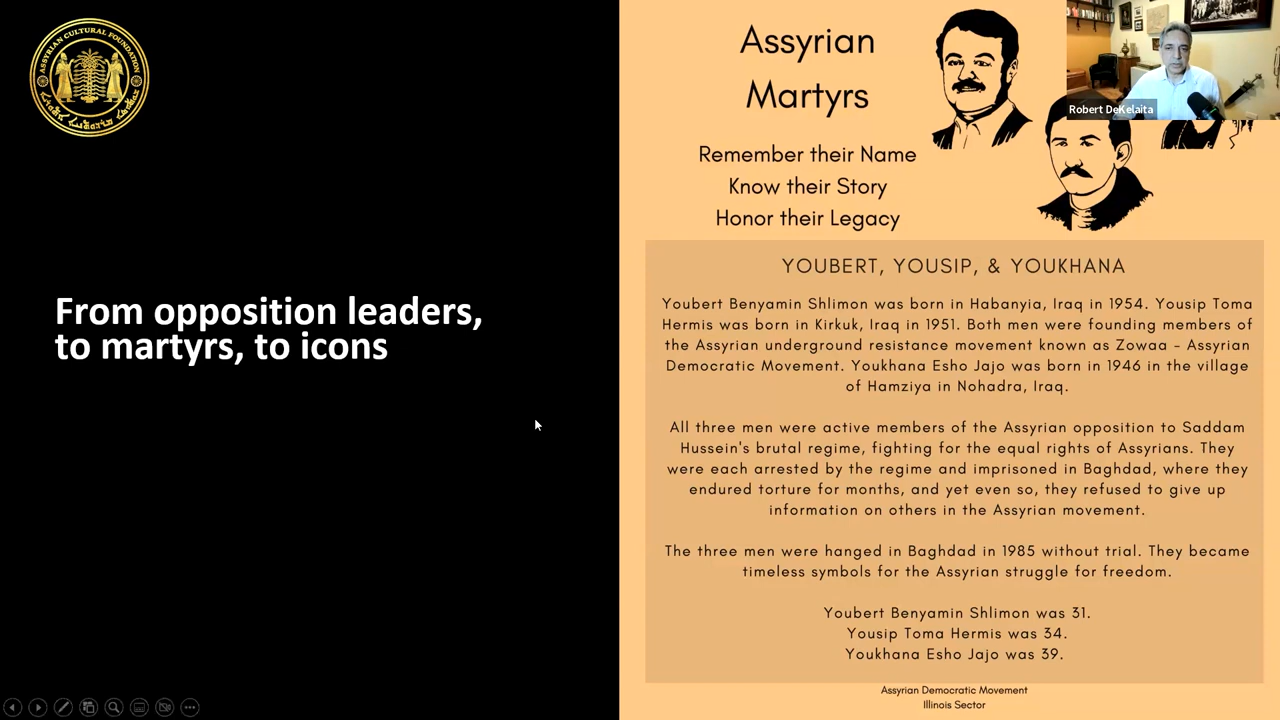 ASSYRIAN CULTURAL FOUNDATION
From opposition leaders,
to martyrs, to icons
Assyrian
Martyrs
Remember their Name
Know their Story
Honor their Legacy
Robert DeKelaita
YOUBERT, YOUSIP, & YOUKHANA
Youbert Benyamin Shlimon was born in Habanyia, Iraq in 1954. Yousip Toma
Hermis was born in Kirkuk, Iraq in 1951. Both men were founding members of
the Assyrian underground resistance movement known as Zowaa - Assyrian
Democratic Movement. Youkhana Esho Jajo was born in 1946 in the village
of Hamziya in Nohadra, Iraq.
All three men were active members of the Assyrian opposition to Saddam
Hussein's brutal regime, fighting for the equal rights of Assyrians. They
were each arrested by the regime and imprisoned in Baghdad, where they
endured torture for months, and yet even so, they refused to give up
information on others in the Assyrian movement.
The three men were hanged in Baghdad in 1985 without trial. They became
timeless symbols for the Assyrian struggle for freedom.
Youbert Benyamin Shlimon was 31.
Yousip Toma Hermis was 34.
Youkhana Esho Jajo was 39.
Assyrian Democratic Movement
Illinois Sector